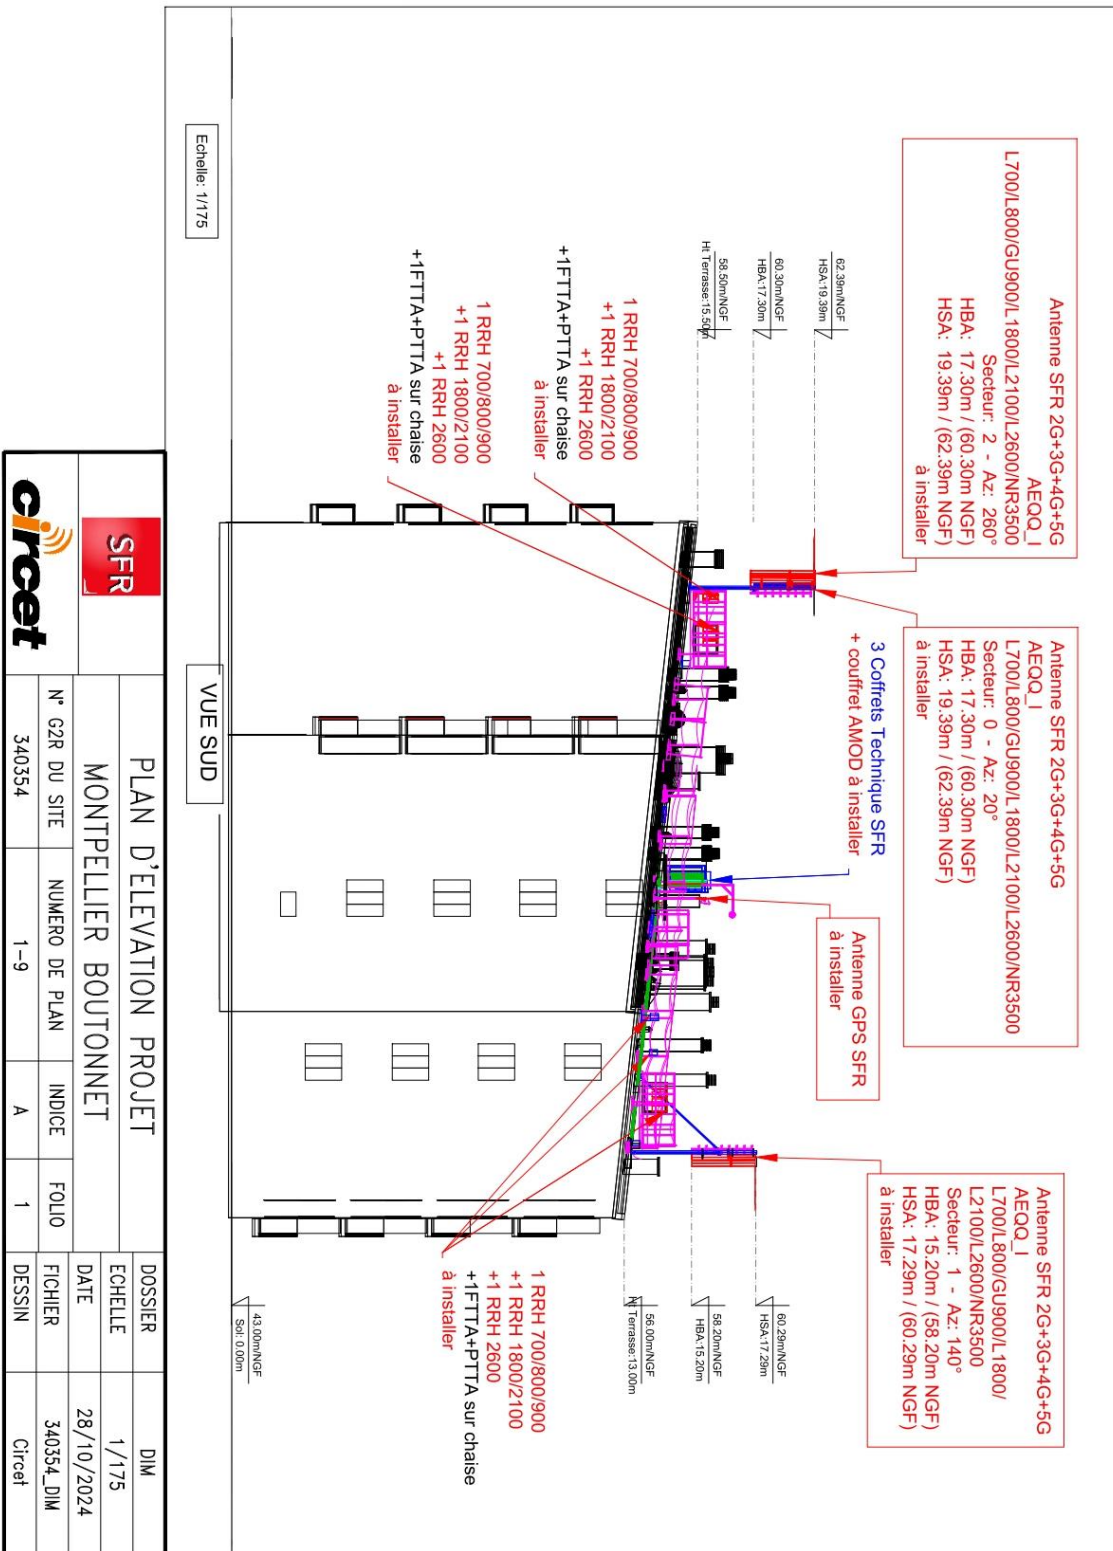 Antenne SFR 2G+3G+4G+5G
AEQQ_I
L700/L800/GU900/L1800/L2100/L2600/NR3500
Secteur: 2 - Az: 260°
HBA: 17.30m / (60.30m NGF)
HSA: 19.39m / (62.39m NGF)
à installer
Antenne SFR 2G+3G+4G+5G
AEQQ_I
L700/L800/GU900/L1800/L2100/L2600/NR3500
Secteur: 0 - Az: 20°
HBA: 17.30m / (60.30m NGF)
HSA: 19.39m / (62.39m NGF)
à installer
Antenne SFR 2G+3G+4G+5G
AEQQ_I
L700/L800/GU900/L1800/
L2100/L2600/NR3500
Secteur: 1 - Az: 140°
HBA: 15.20m / (58.20m NGF)
HSA: 17.29m / (60.29m NGF)
à installer
62.39m/NGF
HSA:19.39m
60.30m/NGF
HBA:17.30m
58.50m/NGF
Ht Terrasse:15.50m
3 Coffrets Technique SFR
+ couffret AMOD à installer
Antenne GPS SFR
à installer
60.29m/NGF
HSA:17.29m
58.20m/NGF
HBA:15.20m
56.00m/NGF
Ht Terrasse:13.00m
1 RRH 700/800/900
+1 RRH 1800/2100
+1 RRH 2600
+1FTTA+PTTA sur chaise
à installer
1 RRH 700/800/900
+1 RRH 1800/2100
+1 RRH 2600
+1FTTA+PTTA sur chaise
à installer
1 RRH 700/800/900
+1 RRH 1800/2100
+1 RRH 2600
+1FTTA+PTTA sur chaise
à installer
43.00m/NGF
Sol: 0.00m
Echelle: 1/175
VUE SUD
SFR
circet
PLAN D'ELEVATION PROJET
MONTPELLIER BOUTONNET
N° G2R DU SITE
NUMERO DE PLAN
INDICE
FOLIO
340354
1-9
A
1
DOSSIER
DIM
ECHELLE
1/175
DATE
28/10/2024
FICHIER
340354_DIM
DESSIN
Circet